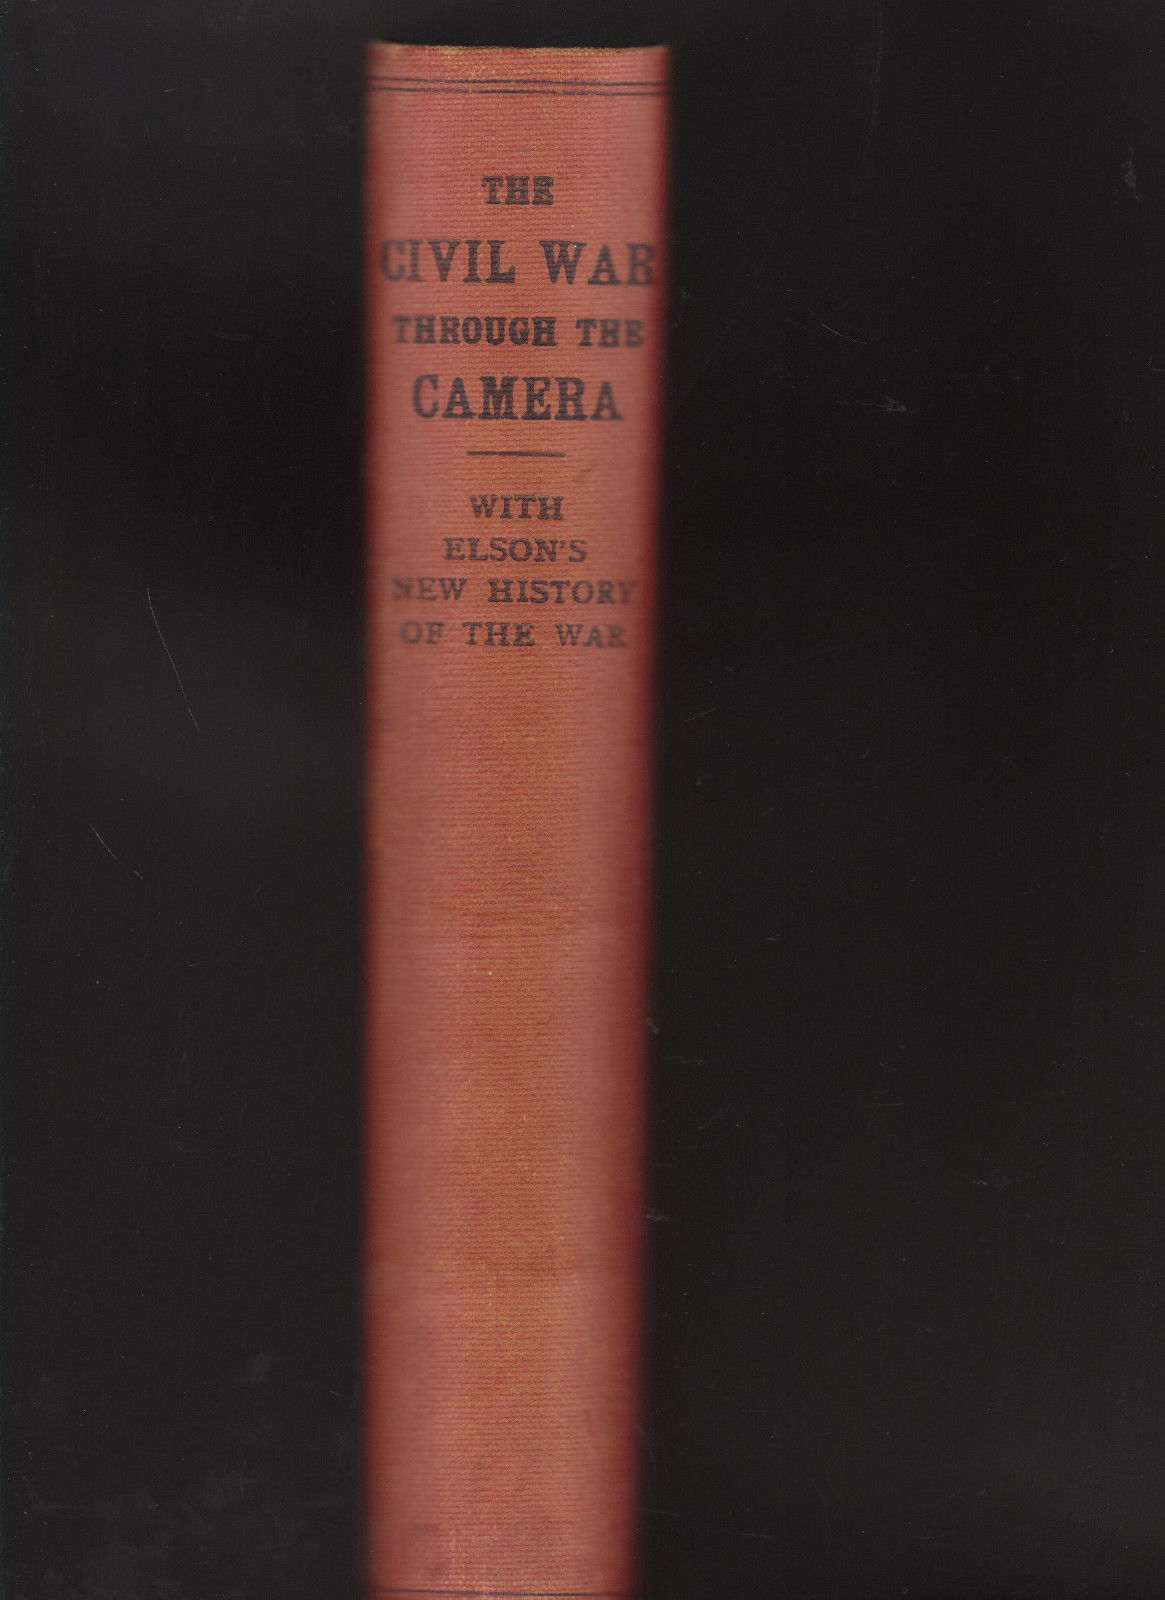 THE
CIVIL WAR
THROUGH THE
CAMERA
WITH
ELSON'S
NEW HISTORY
OF THE WAR